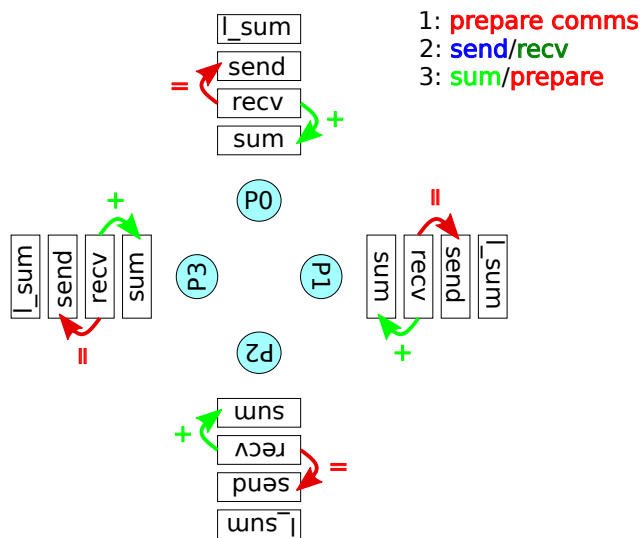 l_sum
1: prepare comms
send
2: send/recv
=
recv
3: sum/prepare
+
sum
P0
+
=
l_sum
send
recv
sum
P3
P1
sum
recv
send
l_sum
=
+
P2
sum
+
recv
=
send
l_sum